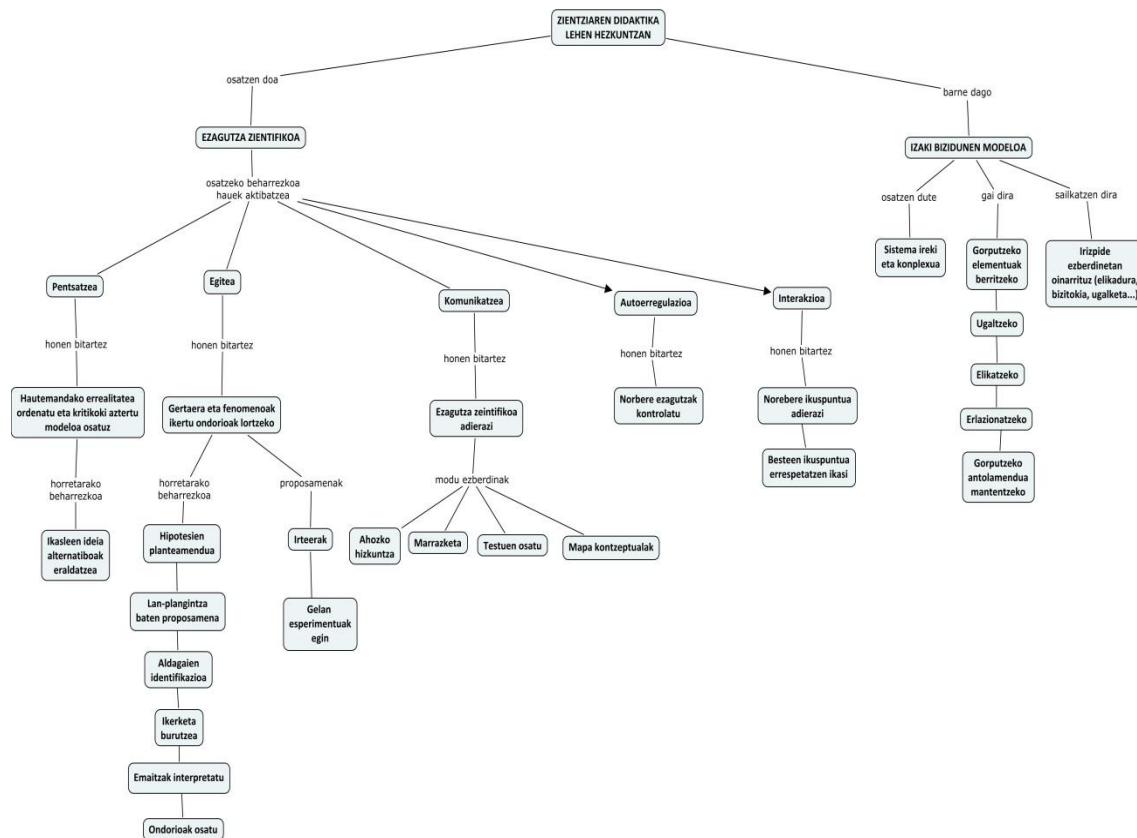 ZIENTZIAREN DIDAKTIKA
LEHEN HEZKUNTZAN
osatzen doa
barne dago
EZAGUTZA ZIENTIFIKOA
IZAKI BIZIDUNEN MODELOA
osatzeko beharrezkoa
hauek aktibatzea
osatzen dute
gai dira
sailkatzen dira
Sistema ireki
eta konplexua
Gorputzeko
elementuak
berritzeko
Irizpide
ezberdinetan
oinarrituz (elikadura,
bizitokia, ugalketa...)
Pentsatzea
Egitea
Komunikatzea
Autoerregulazioa
Interakzioa
Ugaltzeko
honen bitartez
honen bitartez
honen bitartez
honen bitartez
honen bitartez
Elikatzeko
Hautemandako errealitatea
ordenatu eta kritikoki aztertu
modeloa osatuz
Gertaera eta fenomenoak
ikertu ondorioak lortzeko
Ezagutza zeintifikoa
adierazi
Norbere ezagutzak
kontrolatu
Norebere ikuspuntua
adierazi
Erlazionatzeko
Besteen ikuspuntua
errespetatzen ikasi
Gorputzeko
antolamendua
mantentzeko
horretarako
beharrezkoa
horretarako
beharrezkoa
proposamenak
modu ezberdinak
Ikasleen ideia
alternatiboak
eraldatzea
Hipotesien
planteamendua
Irteerak
Ahozko
hizkuntza
Marrazketa
Testuen osatu
Mapa kontzeptualak
Lan-plangintza
baten proposamena
Gelan
esperimentuak
egin
Aldagaien
identifikazioa
Ikerketa
burutzea
Emaitzak interpretatu
Ondorioak osatu